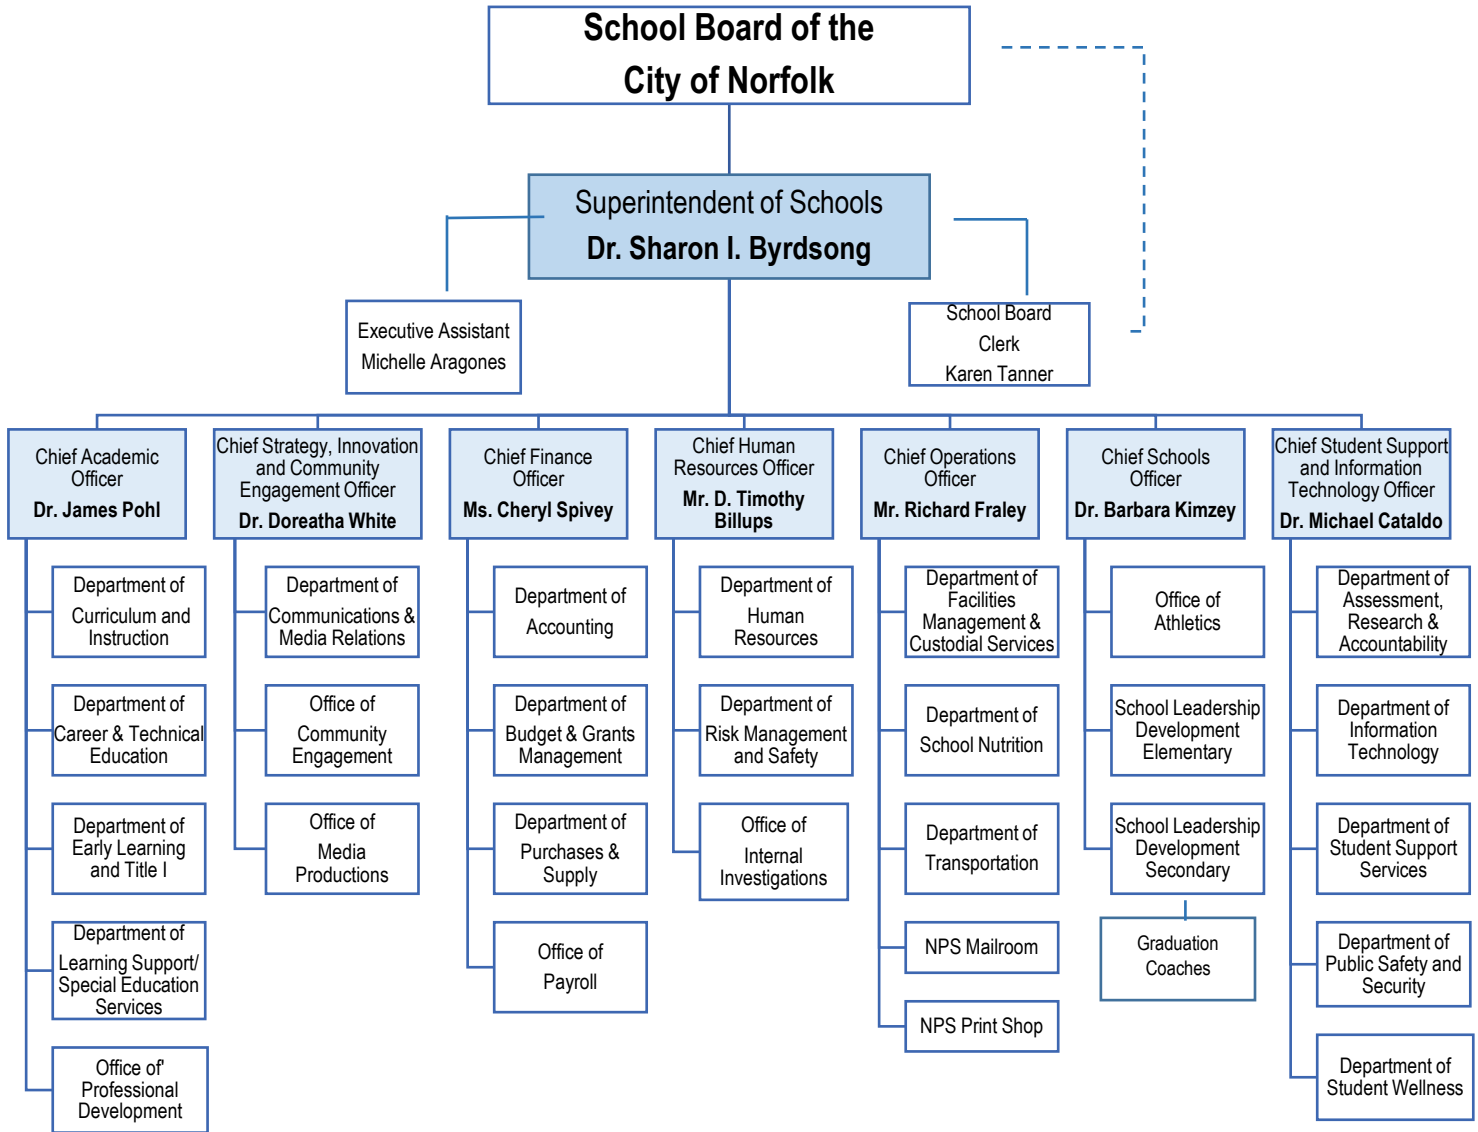 School Board of the
City of Norfolk
Superintendent of Schools
Dr. Sharon I. Byrdsong
Executive Assistant
Michelle Aragones
School Board
Clerk
Karen Tanner
Chief Academic
Officer
Dr. James Pohl
Chief Strategy, Innovation
and Community
Engagement Officer
Dr. Doreatha White
Chief Finance
Officer
Ms. Cheryl Spivey
Chief Human
Resources Officer
Mr. D. Timothy
Billups
Chief Operations
Officer
Mr. Richard Fraley
Chief Schools
Officer
Dr. Barbara Kimzey
Chief Student Support
and Information
Technology Officer
Dr. Michael Cataldo
Department of
Curriculum and
Instruction
Department of
Career & Technical
Education
Department of
Early Learning
and Title I
Department of
Learning Support/
Special Education
Services
Office of'
Professional
Development
Department of
Communications &
Media Relations
Office of
Community
Engagement
Office of
Media
Productions
Department of
Accounting
Department of
Budget & Grants
Management
Department of
Purchases &
Supply
Office of
Payroll
Department of
Human
Resources
Department of
Risk Management
and Safety
Office of
Internal
Investigations
Department of
Facilities
Management &
Custodial Services
Department of
School Nutrition
Department of
Transportation
NPS Mailroom
NPS Print Shop
Office of
Athletics
School Leadership
Development
Elementary
School Leadership
Development
Secondary
Graduation
Coaches
Department of
Assessment,
Research &
Accountability
Department of
Information
Technology
Department of
Student Support
Services
Department of
Public Safety and
Security
Department of
Student Wellness